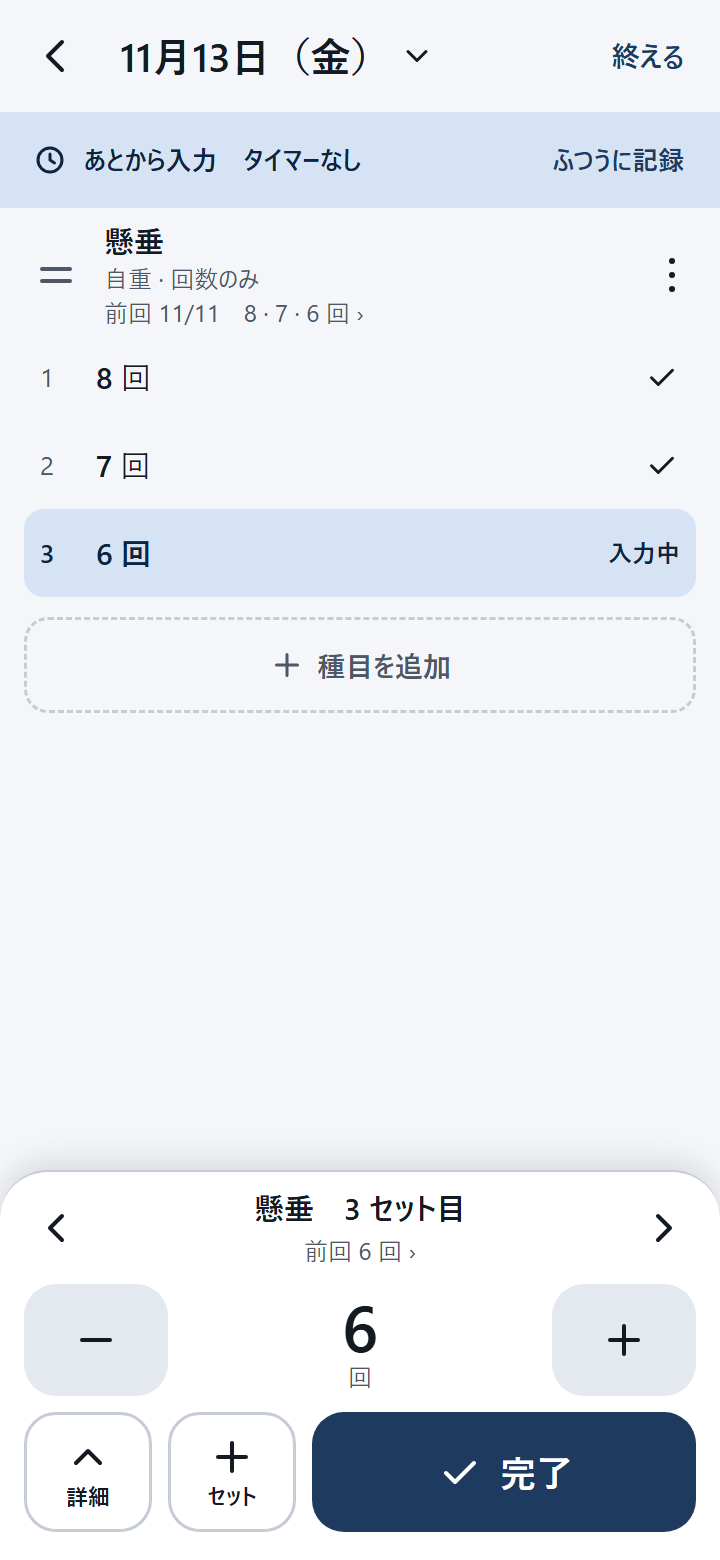 11月13日（金）
終える
あとから入力　タイマーなし
ふつうに記録
懸垂
自重 · 回数のみ
前回 11/11　8 · 7 · 6 回 ›
1　8 回
2　7 回
3　6 回　入力中
種目を追加
懸垂　3 セット目
前回 6 回 ›
6
回
詳細
セット
完了